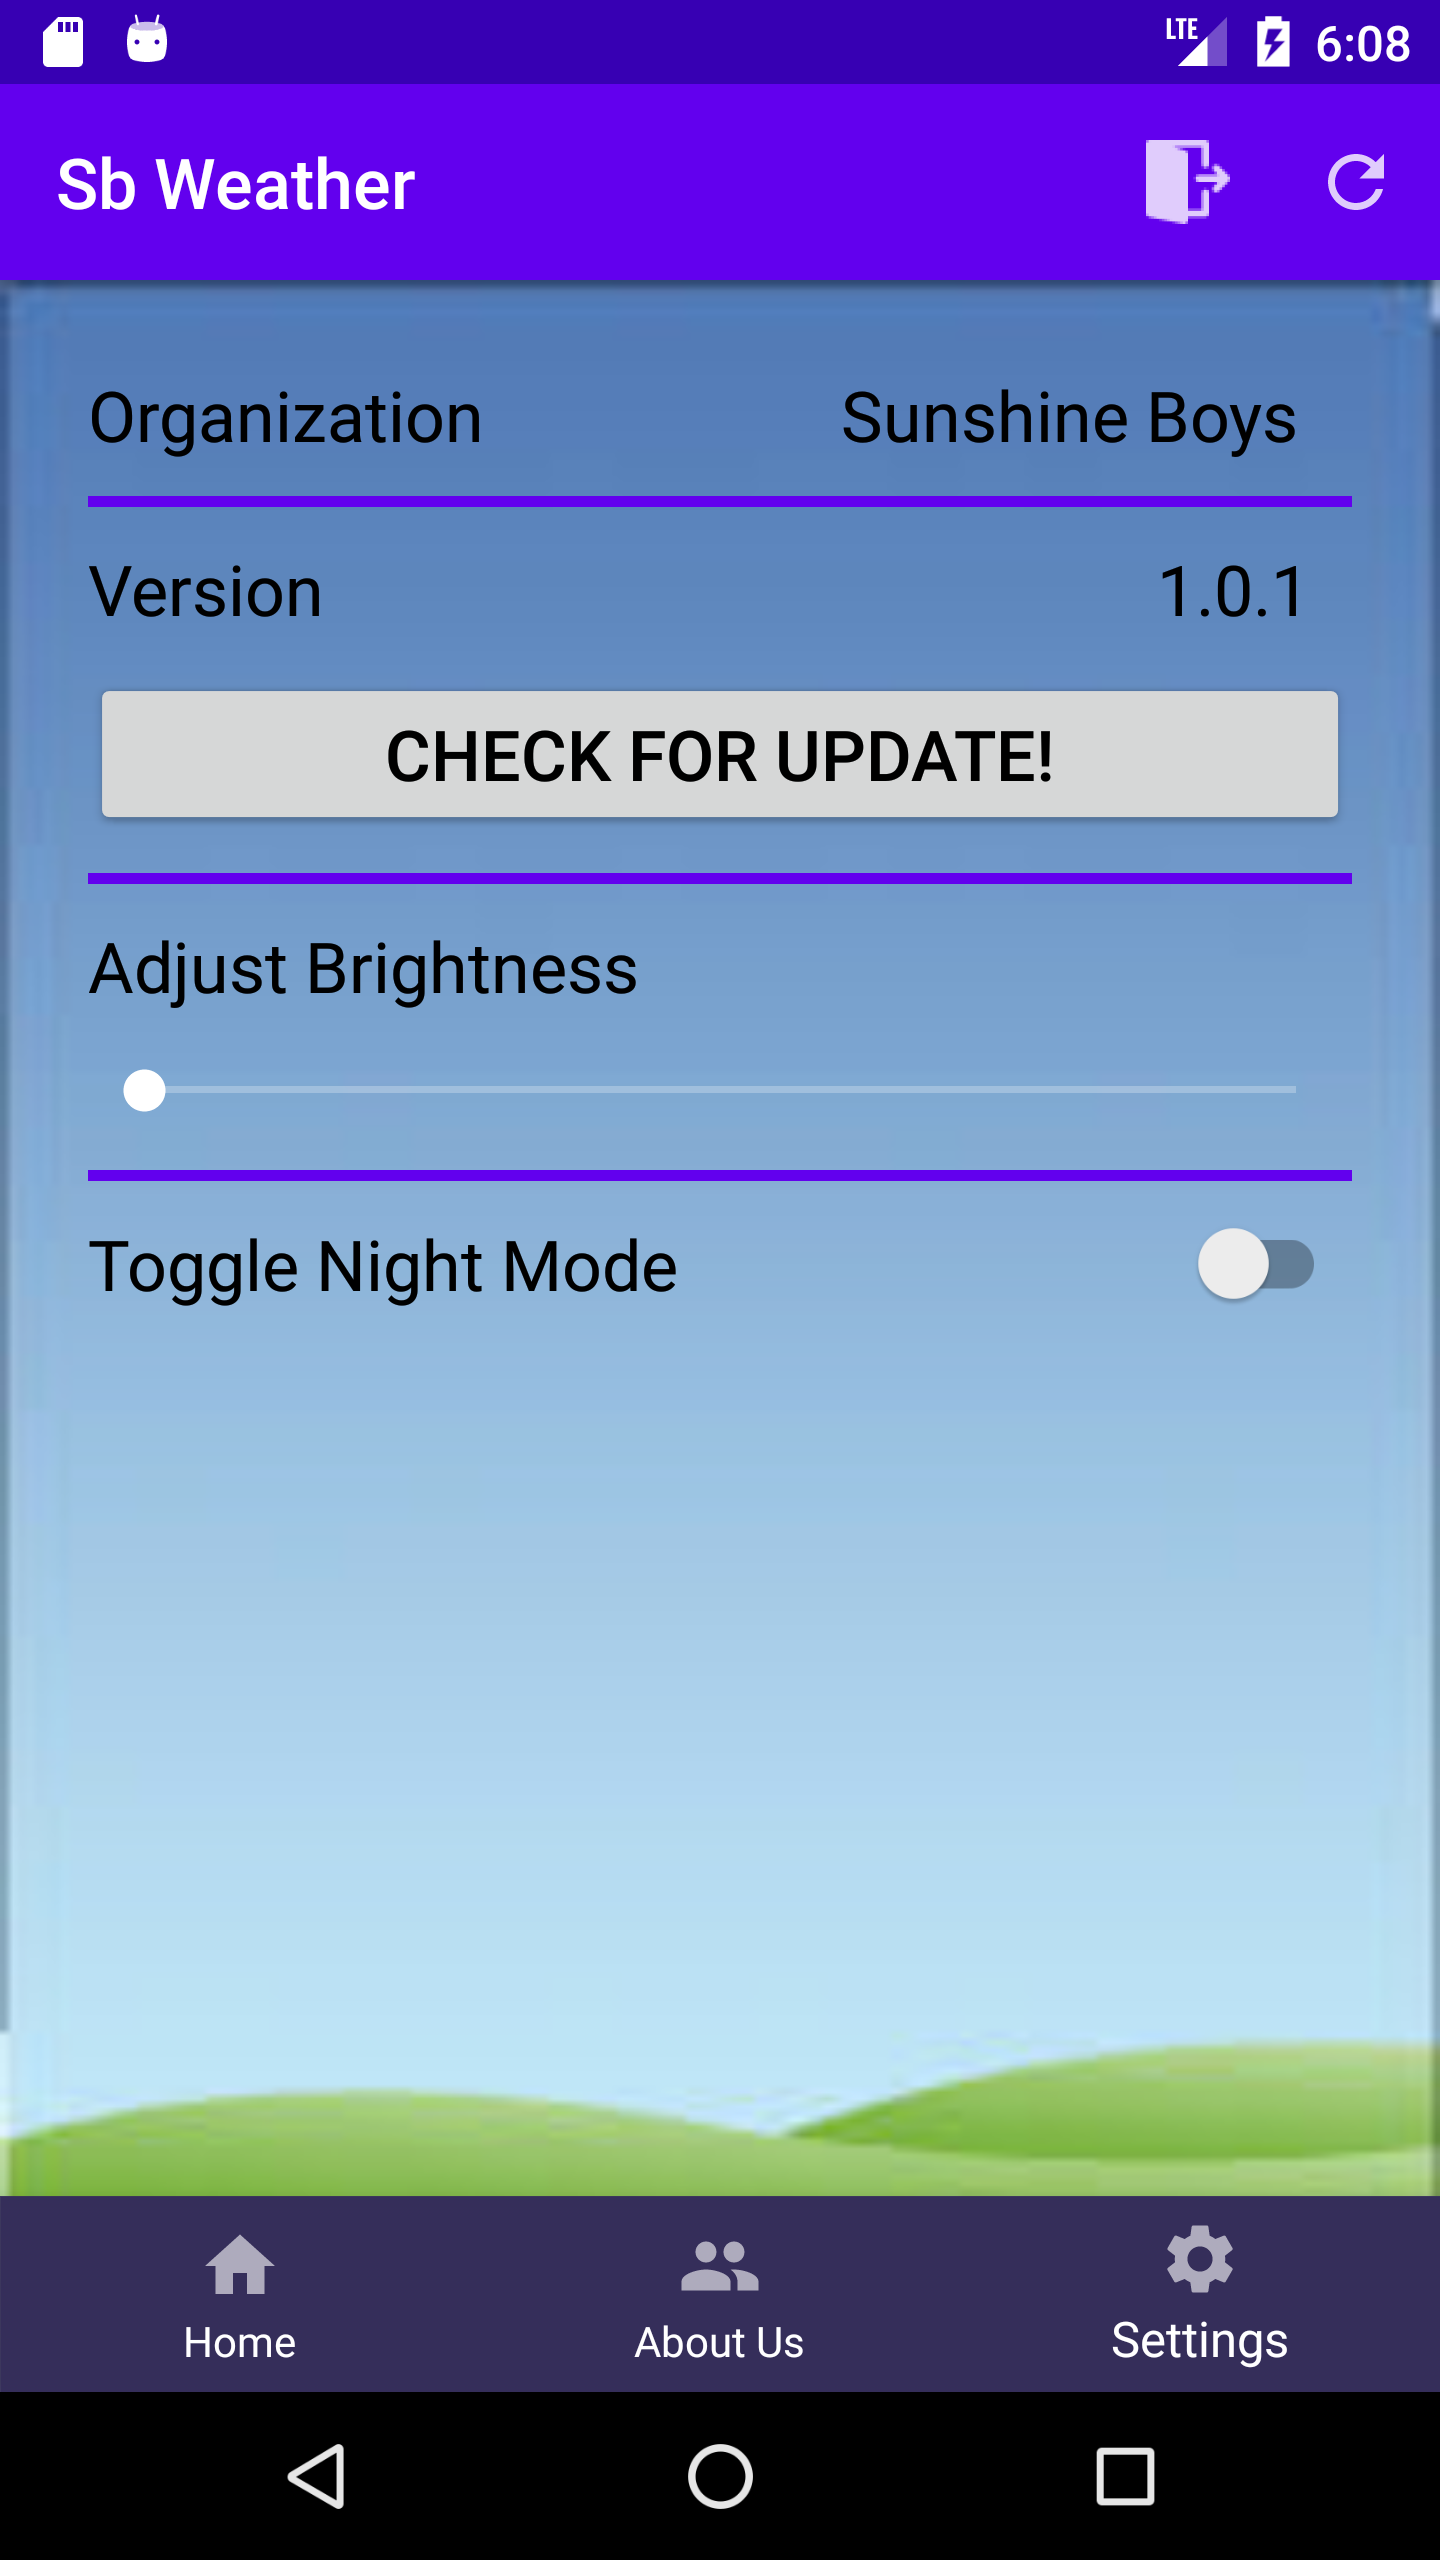 LTE 6:08
Sb Weather
Organization Sunshine Boys
Version 1.0.1
CHECK FOR UPDATE!
Adjust Brightness
Toggle Night Mode
Home About Us Settings